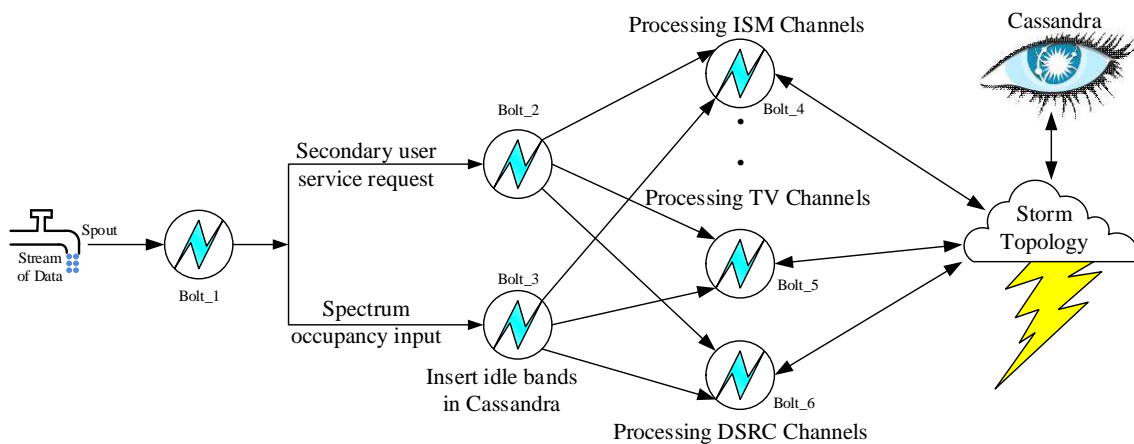 Processing ISM Channels
Cassandra
Bolt_2
Bolt_4
Secondary user
service request
Processing TV Channels
Storm
Topology
Spout
Stream
of Data
Bolt_1
Bolt_3
Bolt_5
Spectrum
occupancy input
Insert idle bands
in Cassandra
Bolt_6
Processing DSRC Channels